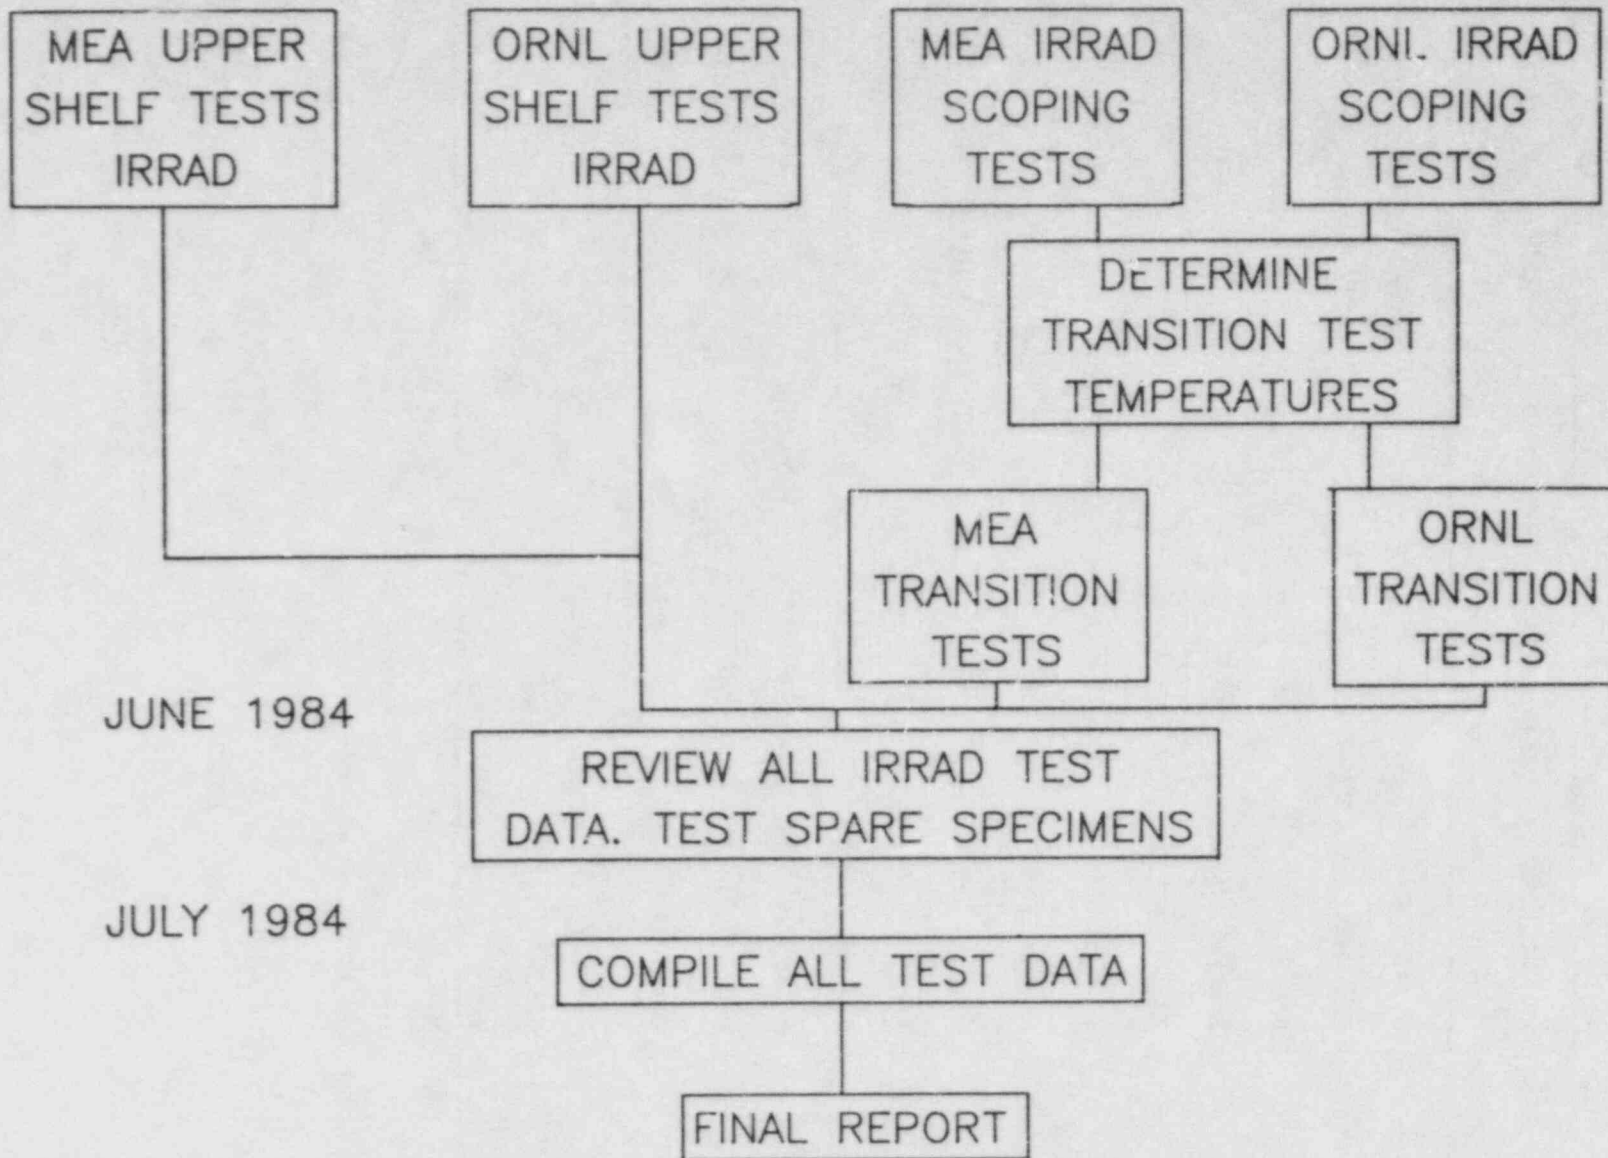 MEA UPPER
SHELF TESTS
IRRAD
ORNL UPPER
SHELF TESTS
IRRAD
MEA IRRAD
SCOPING
TESTS
ORNL IRRAD
SCOPING
TESTS
DETERMINE
TRANSITION TEST
TEMPERATURES
MEA
TRANSITION
TESTS
ORNL
TRANSITION
TESTS
JUNE 1984
REVIEW ALL IRRAD TEST
DATA. TEST SPARE SPECIMENS
JULY 1984
COMPILE ALL TEST DATA
FINAL REPORT